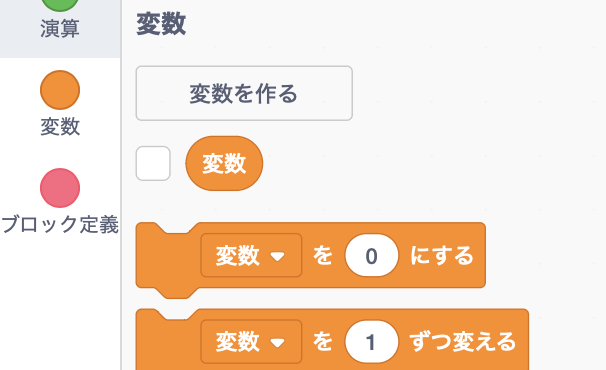 演算
変数
ブロック定義
変数
変数を作る
変数
変数 を 0 にする
変数 を 1 ずつ変える